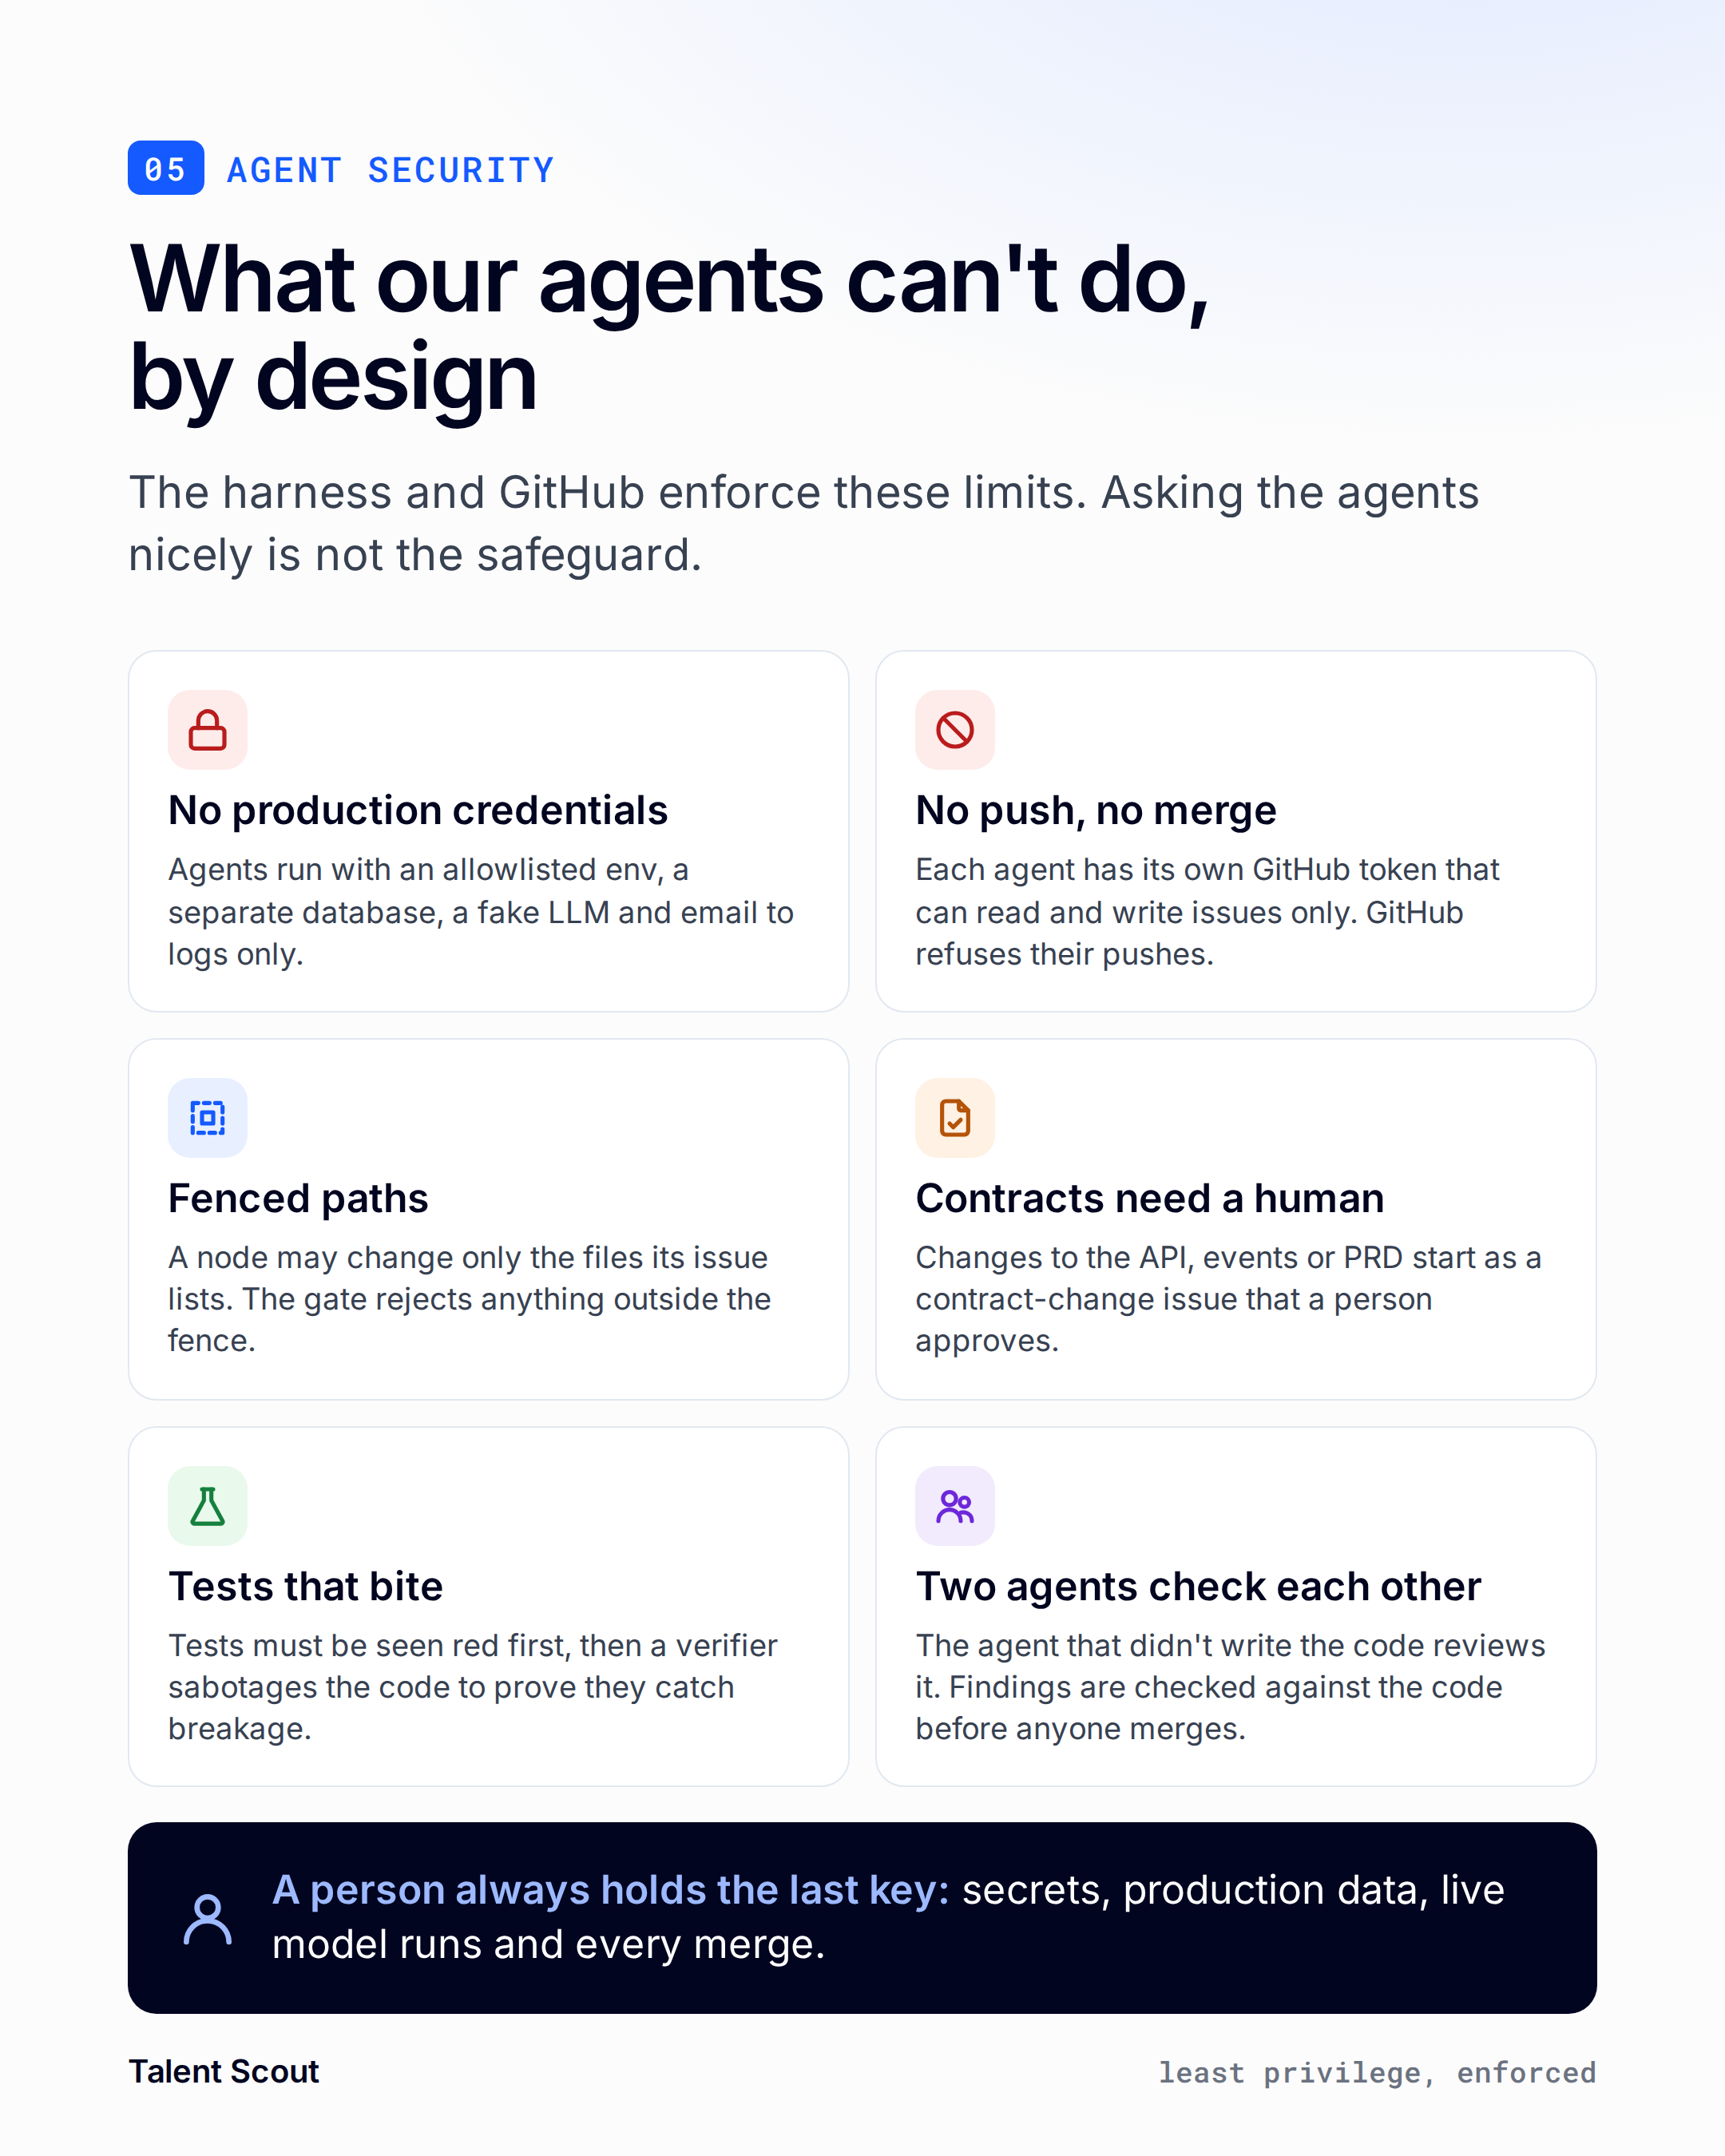 05 AGENT SECURITY
What our agents can't do,
by design
The harness and GitHub enforce these limits. Asking the agents
nicely is not the safeguard.
No production credentials
Agents run with an allowlisted env, a
separate database, a fake LLM and email to
logs only.
No push, no merge
Each agent has its own GitHub token that
can read and write issues only. GitHub
refuses their pushes.
Fenced paths
A node may change only the files its issue
lists. The gate rejects anything outside the
fence.
Contracts need a human
Changes to the API, events or PRD start as a
contract-change issue that a person
approves.
Tests that bite
Tests must be seen red first, then a verifier
sabotages the code to prove they catch
breakage.
Two agents check each other
The agent that didn't write the code reviews
it. Findings are checked against the code
before anyone merges.
A person always holds the last key: secrets, production data, live
model runs and every merge.
Talent Scout
least privilege, enforced